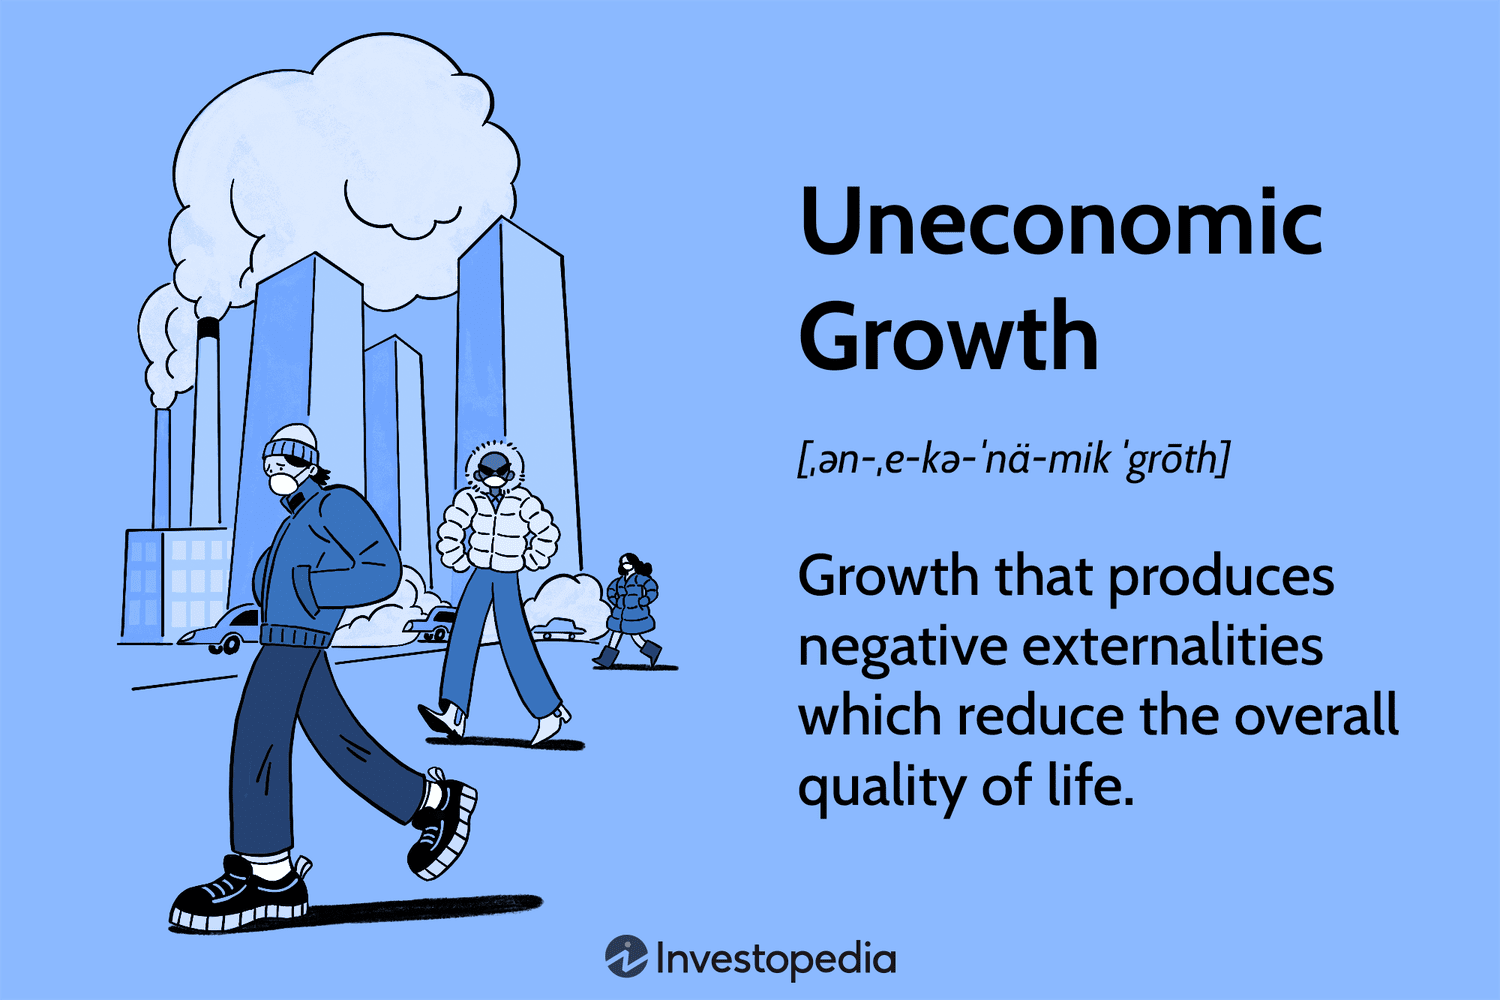 Uneconomic
Growth
[ˌən-ˌe-kə-ˈnä-mik ˈgrōth]
Growth that produces
negative externalities
which reduce the overall
quality of life.
Investopedia